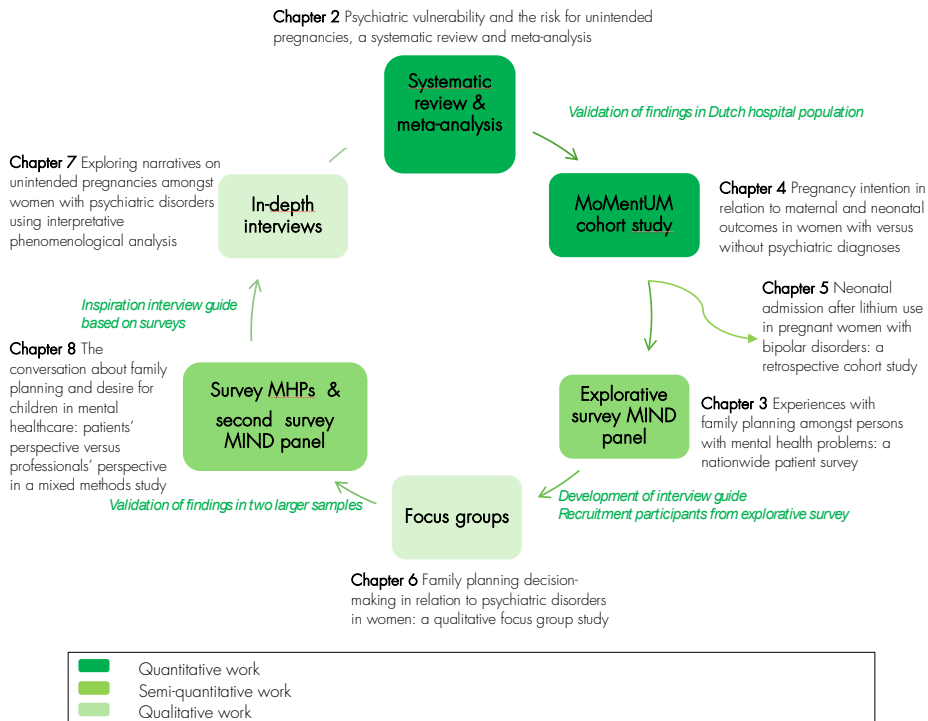 Chapter 2 Psychiatric vulnerability and the risk for unintended
pregnancies, a systematic review and meta-analysis
Systematic
review &
meta-analysis
Validation of findings in Dutch hospital population
MoMentUM
cohort study
Chapter 4 Pregnancy intention in
relation to maternal and neonatal
outcomes in women with versus
without psychiatric diagnoses
Chapter 5 Neonatal
admission after lithium use
in pregnant women with
bipolar disorders: a
retrospective cohort study
Explorative
survey MIND
panel
Chapter 3 Experiences with
family planning amongst persons
with mental health problems: a
nationwide patient survey
Development of interview guide
Recruitment participants from explorative survey
Focus groups
Chapter 6 Family planning decision-
making in relation to psychiatric disorders
in women: a qualitative focus group study
Validation of findings in two larger samples
Survey MHPs &
second survey
MIND panel
Chapter 8 The
conversation about family
planning and desire for
children in mental
healthcare: patients'
perspective versus
professionals' perspective
in a mixed methods study
Inspiration interview guide
based on surveys
In-depth
interviews
Chapter 7 Exploring narratives on
unintended pregnancies amongst
women with psychiatric disorders
using interpretative
phenomenological analysis
Quantitative work
Semi-quantitative work
Qualitative work